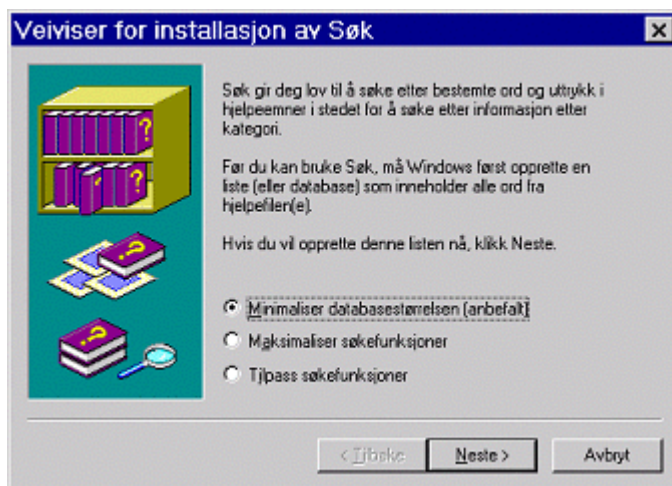 Veiviser for installasjon av Søk
Søk gir deg lov til å søke etter bestemte ord og uttrykk i
hjelpeemner i stedet for å søke etter informasjon etter
kategori.
Før du kan bruke Søk, må Windows først opprette en
liste (eller database) som inneholder alle ord fra
hjelpefilen(e).
Hvis du vil opprette denne listen nå, klikk Neste.
Minimaliser databasestørrelsen (anbefalt)
Maksimaliser søkefunksjoner
Tilpass søkefunksjoner
< Tilbake
Neste >
Avbryt